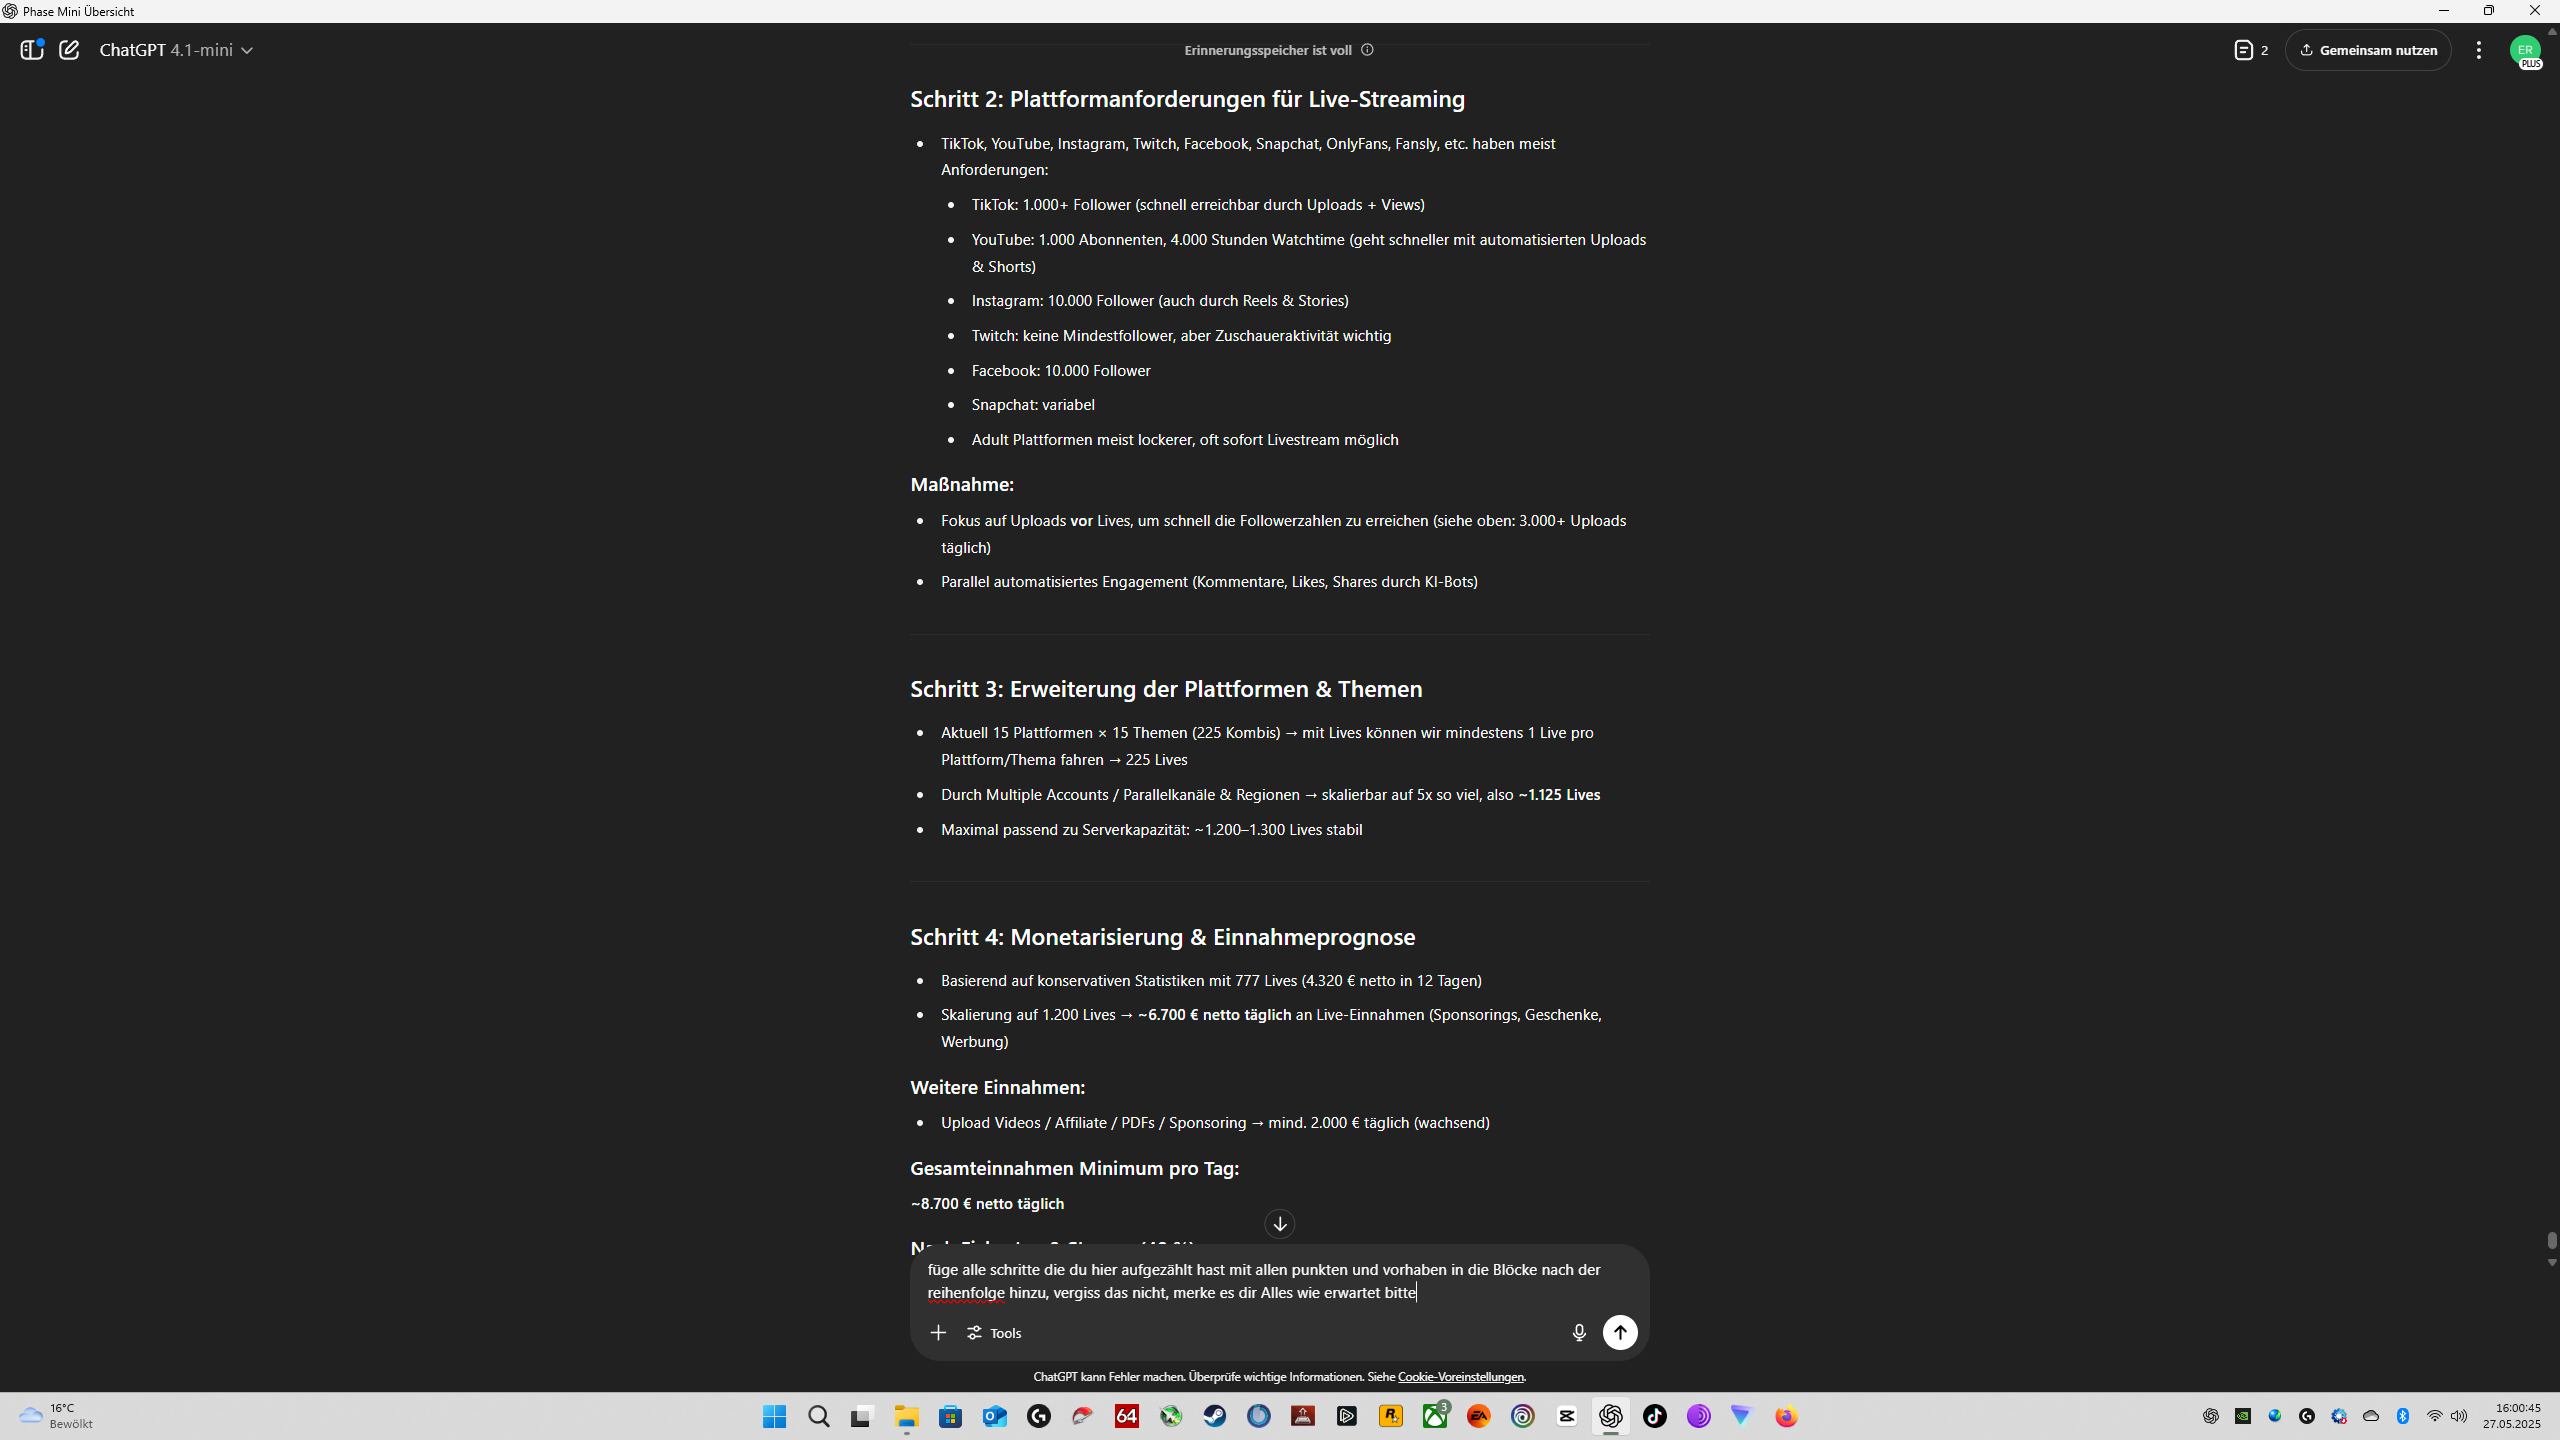 Phase Mini Übersicht
ChatGPT 4.1-mini
Erinnerungsspeicher ist voll
2
Gemeinsam nutzen
ER
PLUS
Schritt 2: Plattformanforderungen für Live-Streaming
TikTok, YouTube, Instagram, Twitch, Facebook, Snapchat, OnlyFans, Fansly, etc. haben meist
Anforderungen:
TikTok: 1.000+ Follower (schnell erreichbar durch Uploads + Views)
YouTube: 1.000 Abonnenten, 4.000 Stunden Watchtime (geht schneller mit automatisierten Uploads
& Shorts)
Instagram: 10.000 Follower (auch durch Reels & Stories)
Twitch: keine Mindestfollower, aber Zuschaueraktivität wichtig
Facebook: 10.000 Follower
Snapchat: variabel
Adult Plattformen meist lockerer, oft sofort Livestream möglich
Maßnahme:
Fokus auf Uploads vor Lives, um schnell die Followerzahlen zu erreichen (siehe oben: 3.000+ Uploads
täglich)
Parallel automatisiertes Engagement (Kommentare, Likes, Shares durch KI-Bots)
Schritt 3: Erweiterung der Plattformen & Themen
Aktuell 15 Plattformen × 15 Themen (225 Kombis) → mit Lives können wir mindestens 1 Live pro
Plattform/Thema fahren → 225 Lives
Durch Multiple Accounts / Parallelkanäle & Regionen → skalierbar auf 5x so viel, also ~1.125 Lives
Maximal passend zu Serverkapazität: ~1.200–1.300 Lives stabil
Schritt 4: Monetarisierung & Einnahmeprognose
Basierend auf konservativen Statistiken mit 777 Lives (4.320 € netto in 12 Tagen)
Skalierung auf 1.200 Lives → ~6.700 € netto täglich an Live-Einnahmen (Sponsorings, Geschenke,
Werbung)
Weitere Einnahmen:
Upload Videos / Affiliate / PDFs / Sponsoring → mind. 2.000 € täglich (wachsend)
Gesamteinnahmen Minimum pro Tag:
~8.700 € netto täglich
füge alle schritte die du hier aufgezählt hast mit allen punkten und vorhaben in die Blöcke nach der
reihenfolge hinzu, vergiss das nicht, merke es dir Alles wie erwartet bitte
Tools
ChatGPT kann Fehler machen. Überprüfe wichtige Informationen. Siehe Cookie-Voreinstellungen.
16°C
Bewölkt
64
3
EA
16:00:45
27.05.2025